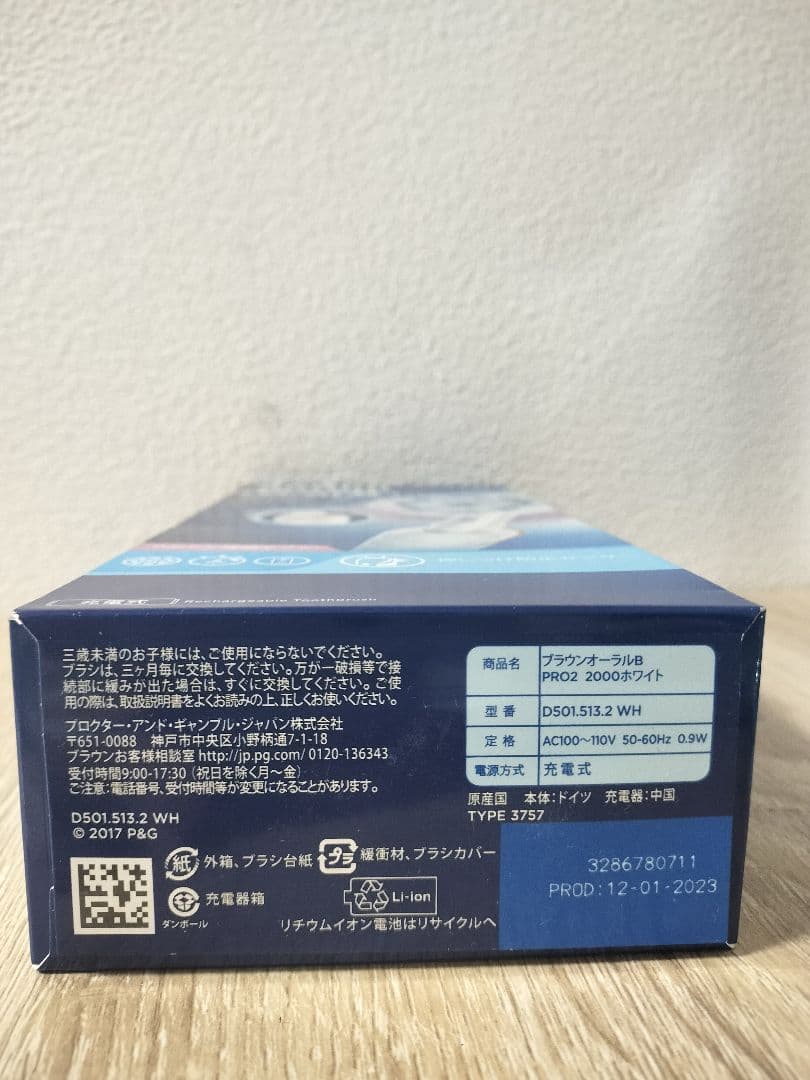 充電式 Rechargeable Toothbrush
三歳未満のお子様には、ご使用にならないでください。
ブラシは、三ヶ月毎に交換してください。万が一破損等で接
続部に緩みが出た場合は、すぐに交換してください。ご使
用の際は、取扱説明書をよくお読みの上、正しくお使いください。
プロクター・アンド・ギャンブル・ジャパン株式会社
〒651-0088 神戸市中央区小野柄通7-1-18
ブラウンお客様相談室 http://jp.pg.com/ 0120-136343
受付時間9:00-17:30 (祝日を除く月〜金)
ご注意:電話番号、受付時間等が変更になることがあります。
D501.513.2 WH
© 2017 P&G
紙 外箱、ブラシ台紙
プラ 緩衝材、ブラシカバー
充電器箱
ダンボール
Li-ion
リチウムイオン電池はリサイクルへ
商品名 ブラウンオーラルB
PRO2 2000ホワイト
型番 D501.513.2 WH
定格 AC100〜110V 50-60Hz 0.9W
電源方式 充電式
原産国 本体:ドイツ 充電器:中国
TYPE 3757
3286780711
PROD:12-01-2023